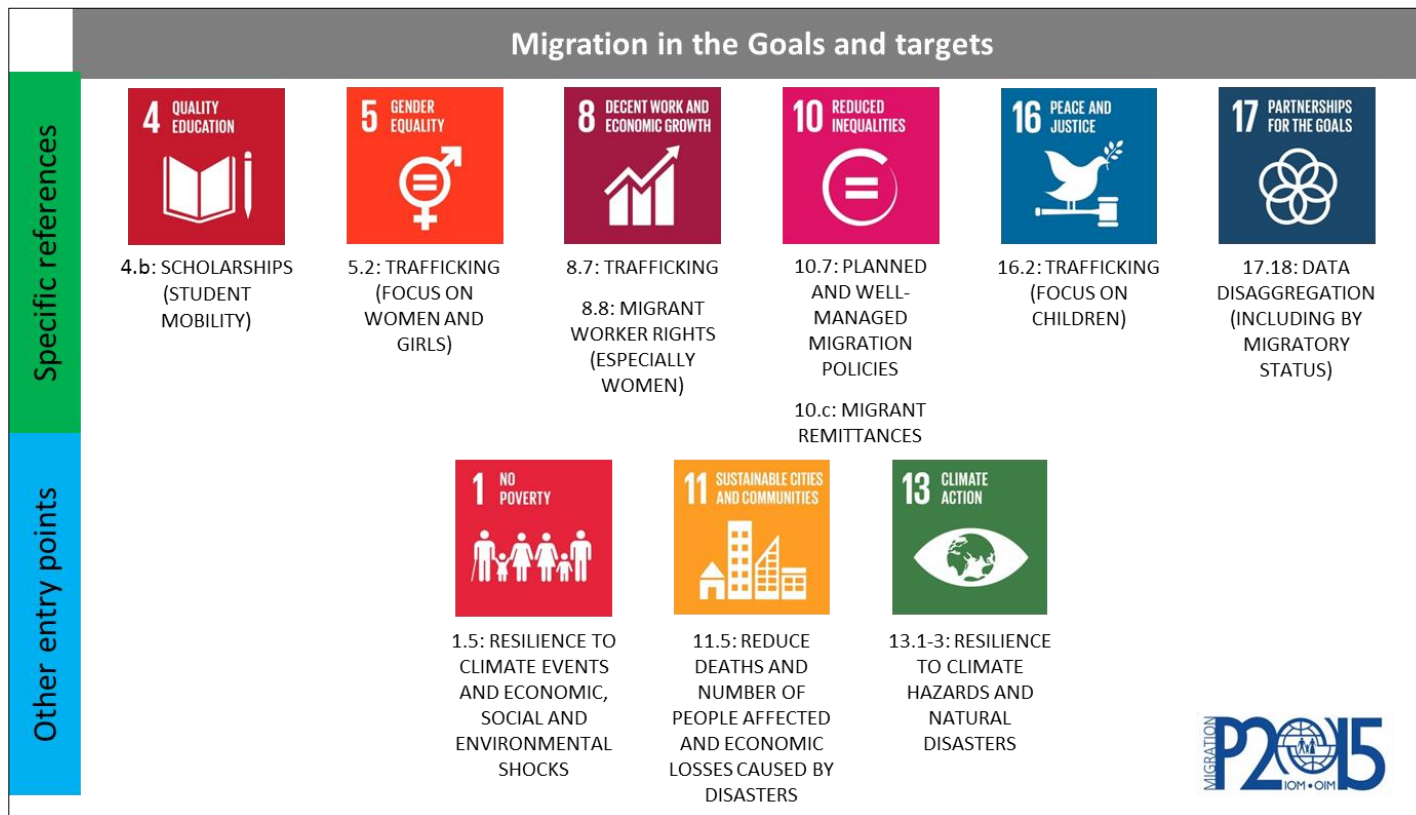 Migration in the Goals and targets
Specific references
4 QUALITY
EDUCATION
4.b: SCHOLARSHIPS
(STUDENT
MOBILITY)
5 GENDER
EQUALITY
5.2: TRAFFICKING
(FOCUS ON
WOMEN AND
GIRLS)
8 DECENT WORK AND
ECONOMIC GROWTH
8.7: TRAFFICKING
8.8: MIGRANT
WORKER RIGHTS
(ESPECIALLY
WOMEN)
10 REDUCED
INEQUALITIES
10.7: PLANNED
AND WELL-
MANAGED
MIGRATION
POLICIES
10.c: MIGRANT
REMITTANCES
16 PEACE AND
JUSTICE
16.2: TRAFFICKING
(FOCUS ON
CHILDREN)
17 PARTNERSHIPS
FOR THE GOALS
17.18: DATA
DISAGGREGATION
(INCLUDING BY
MIGRATORY
STATUS)
Other entry points
1 NO
POVERTY
1.5: RESILIENCE TO
CLIMATE EVENTS
AND ECONOMIC,
SOCIAL AND
ENVIRONMENTAL
SHOCKS
11 SUSTAINABLE CITIES
AND COMMUNITIES
11.5: REDUCE
DEATHS AND
NUMBER OF
PEOPLE AFFECTED
AND ECONOMIC
LOSSES CAUSED BY
DISASTERS
13 CLIMATE
ACTION
13.1-3: RESILIENCE
TO CLIMATE
HAZARDS AND
NATURAL
DISASTERS
MIGRATION
P2015
IOM • OIM